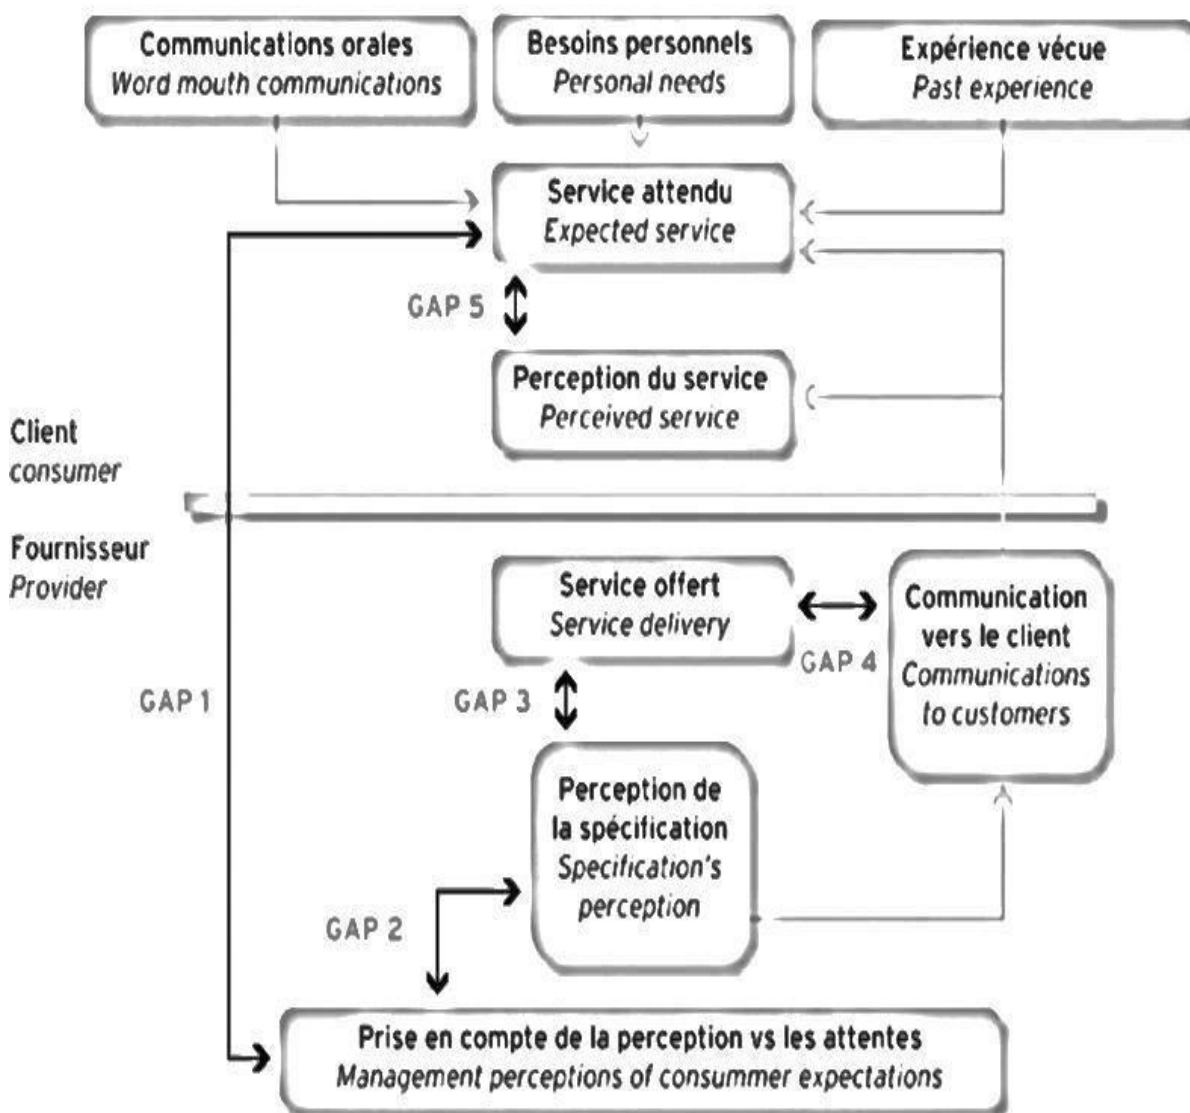 Communications orales
Word mouth communications
Besoins personnels
Personal needs
Expérience vécue
Past experience
Service attendu
Expected service
GAP 5
Perception du service
Perceived service
Client
consumer
Fournisseur
Provider
Service offert
Service delivery
Communication
vers le client
Communications
to customers
GAP 4
GAP 1
GAP 3
Perception de
la spécification
Specification's
perception
GAP 2
Prise en compte de la perception vs les attentes
Management perceptions of consummer expectations